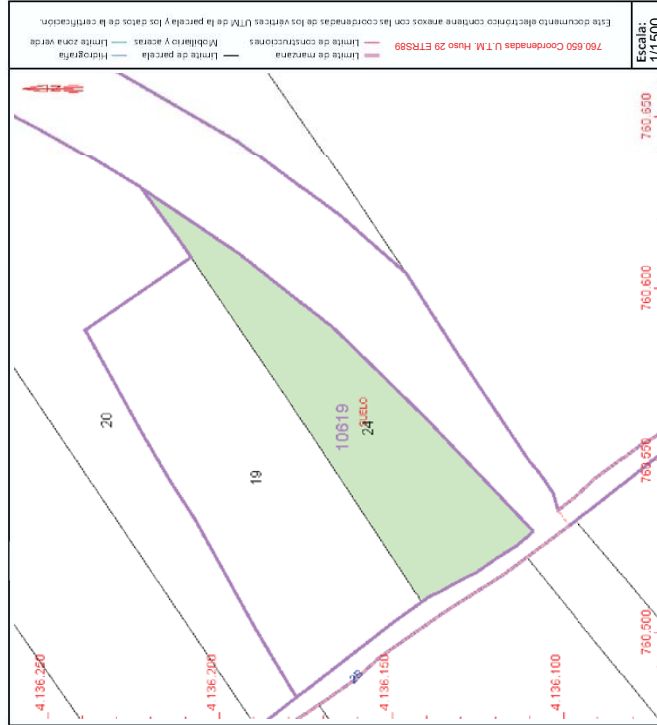 Este documento electrónico contiene anexos con las coordenadas de los vértices UTM de la parcela y los datos de la certificación.
760.650 Coordenadas U.T.M. Huso 29 ETRS89
Límite de manzana
Límite de construcciones
Límite de parcela
Mobiliario y aceras
Hidrografía
Límite zona verde
Escala:
1/1500
4.136.250
4.136.200
4.136.150
4.136.100
760.500
760.550
760.600
760.650
20
19
10619
SUELO
24
26